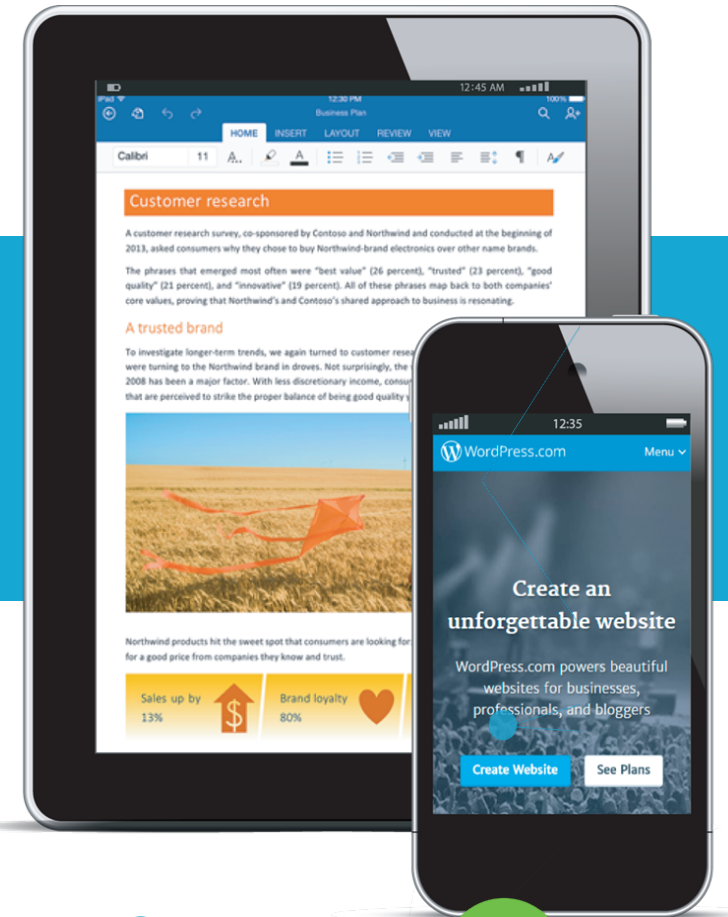 12:45 AM
iPad 12:30 PM 100%
Business Plan
HOME INSERT LAYOUT REVIEW VIEW
Calibri 11 A.. A
Customer research
A customer research survey, co-sponsored by Contoso and Northwind and conducted at the beginning of
2013, asked consumers why they chose to buy Northwind-brand electronics over other name brands.
The phrases that emerged most often were “best value” (26 percent), “trusted” (23 percent), “good
quality” (21 percent), and “innovative” (19 percent). All of these phrases map back to both companies’
core values, proving that Northwind’s and Contoso’s shared approach to business is resonating.
A trusted brand
To investigate longer-term trends, we again turned to customer
were turning to the Northwind brand in droves. Not surprisingly, the
2008 has been a major factor. With less discretionary income,
that are perceived to strike the proper balance of being good quality
Northwind products hit the sweet spot that consumers are looking for:
for a good price from companies they know and trust.
Sales up by
13%
$
Brand loyalty
80%
12:35
WordPress.com Menu
Create an
unforgettable website
WordPress.com powers beautiful
websites for businesses,
professionals, and bloggers
Create Website See Plans